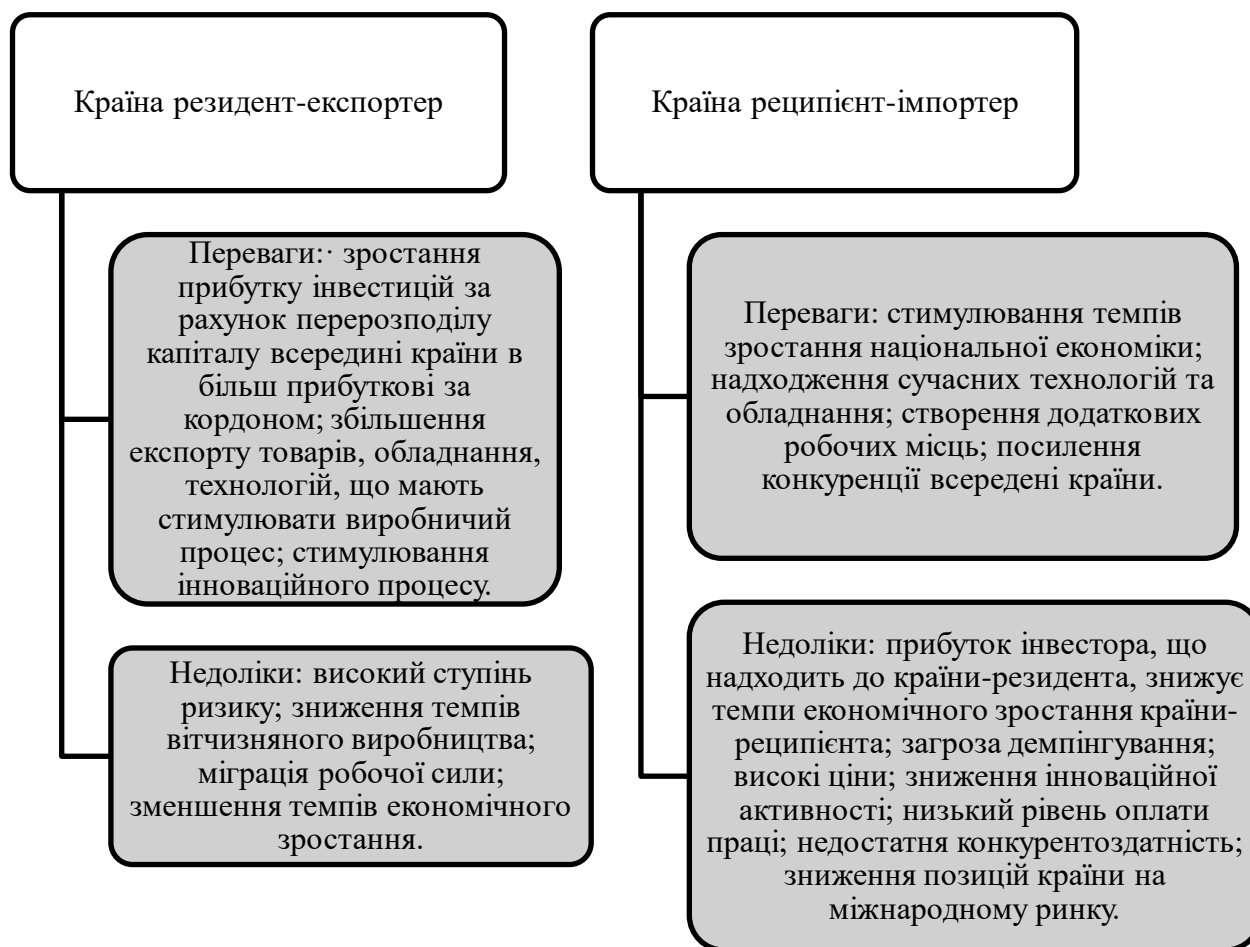 Країна резидент-експортер
Переваги:· зростання
прибутку інвестицій за
рахунок перерозподілу
капіталу всередині країни в
більш прибуткові за
кордоном; збільшення
експорту товарів, обладнання,
технологій, що мають
стимулювати виробничий
процес; стимулювання
інноваційного процесу.
Недоліки: високий ступінь
ризику; зниження темпів
вітчизняного виробництва;
міграція робочої сили;
зменшення темпів економічного
зростання.
Країна реципієнт-імпортер
Переваги: стимулювання темпів
зростання національної економіки;
надходження сучасних технологій та
обладнання; створення додаткових
робочих місць; посилення
конкуренції всередені країни.
Недоліки: прибуток інвестора, що
надходить до країни-резидента, знижує
темпи економічного зростання країни-
реципієнта; загроза демпінгування;
високі ціни; зниження інноваційної
активності; низький рівень оплати
праці; недостатня конкурентоздатність;
зниження позицій країни на
міжнародному ринку.